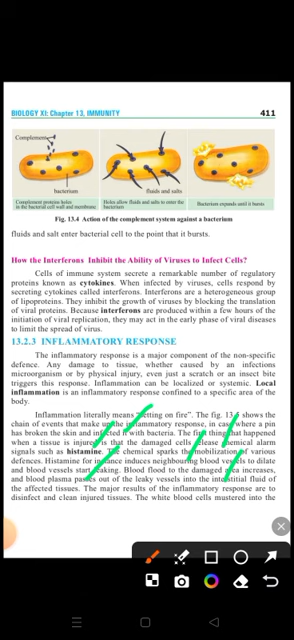 BIOLOGY XI: Chapter 13, IMMUNITY 411
Complement
bacterium
fluids and salts
Complement proteins holes
in the bacterial cell wall and membrane
Holes allow fluids and salts to enter the
bacterium
Bacterium expands until it bursts
Fig. 13.4 Action of the complement system against a bacterium
fluids and salt enter bacterial cell to the point that it bursts.
How the Interferons Inhibit the Ability of Viruses to Infect Cells?
Cells of immune system secrete a remarkable number of regulatory
proteins known as cytokines. When infected by viruses, cells respond by
secreting cytokines called interferons. Interferons are a heterogeneous group
of lipoproteins. They inhibit the growth of viruses by blocking the translation
of viral proteins. Because interferons are produced within a few hours of the
initiation of viral replication, they may act in the early phase of viral diseases
to limit the spread of virus.
13.2.3 INFLAMMATORY RESPONSE
The inflammatory response is a major component of the non-specific
defence. Any damage to tissue, whether caused by an infections
microorganism or by physical injury, even just a scratch or an insect bite
triggers this response. Inflammation can be localized or systemic. Local
inflammation is an inflammatory response confined to a specific area of the
body.
Inflammation literally means "setting on fire". The fig. 13. shows the
chain of events that make up the inflammatory response, in case where a pin
has broken the skin and infected it with bacteria. The first thing that happened
when a tissue is injured is that the damaged cells release chemical alarm
signals such as histamine. The chemical sparks the mobilization of various
defences. Histamine for instance induces neighbouring blood vessels to dilate
and blood vessels start leaking. Blood flood to the damaged area increases,
and blood plasma passes out of the leaky vessels into the interstitial fluid of
the affected tissues. The major results of the inflammatory response are to
disinfect and clean injured tissues. The white blood cells mustered into the